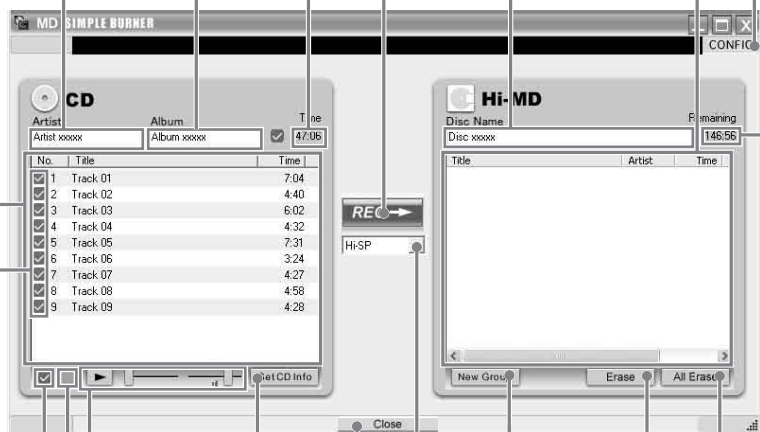 MD SIMPLE BURNER
CONFIG
CD
Artist Album Time
Artist xxxxx Album xxxxx 47:06
No. Title Time
1 Track 01 7:04
2 Track 02 4:40
3 Track 03 6:02
4 Track 04 4:32
5 Track 05 7:31
6 Track 06 3:24
7 Track 07 4:27
8 Track 08 4:58
9 Track 09 4:28
Get CD Info
REC
Hi-SP
Hi-MD
Disc Name Remaining
Disc xxxxx 146:56
Title Artist Time
New Group Erase All Erase
Close